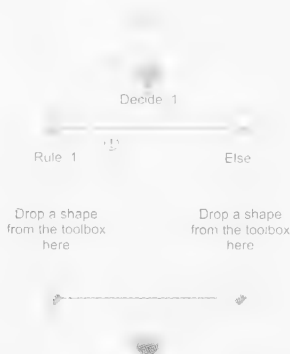 Decide 1
Rule 1
Else
Drop a shape
from the toolbox
here
Drop a shape
from the toolbox
here